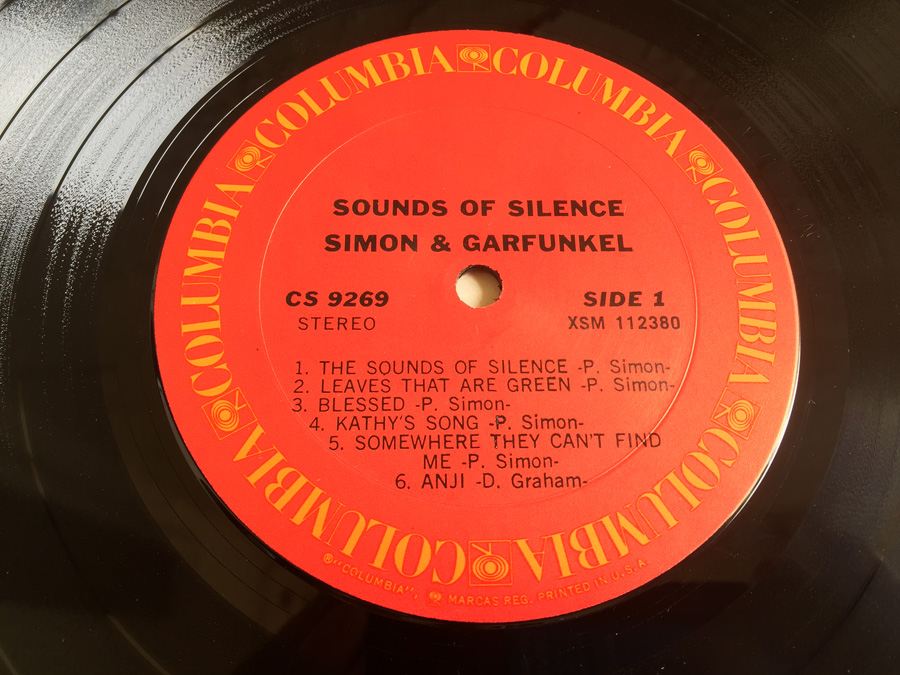 COLUMBIA COLUMBIA COLUMBIA COLUMBIA COLUMBIA COLUMBIA
SOUNDS OF SILENCE
SIMON & GARFUNKEL
CS 9269
STEREO
SIDE 1
XSM 112380
1. THE SOUNDS OF SILENCE -P. Simon-
2. LEAVES THAT ARE GREEN -P. Simon-
3. BLESSED -P. Simon-
4. KATHY'S SONG -P. Simon-
5. SOMEWHERE THEY CAN'T FIND
ME -P. Simon-
6. ANJI -D. Graham-
®"COLUMBIA", MARCAS REG. PRINTED IN U.S.A.